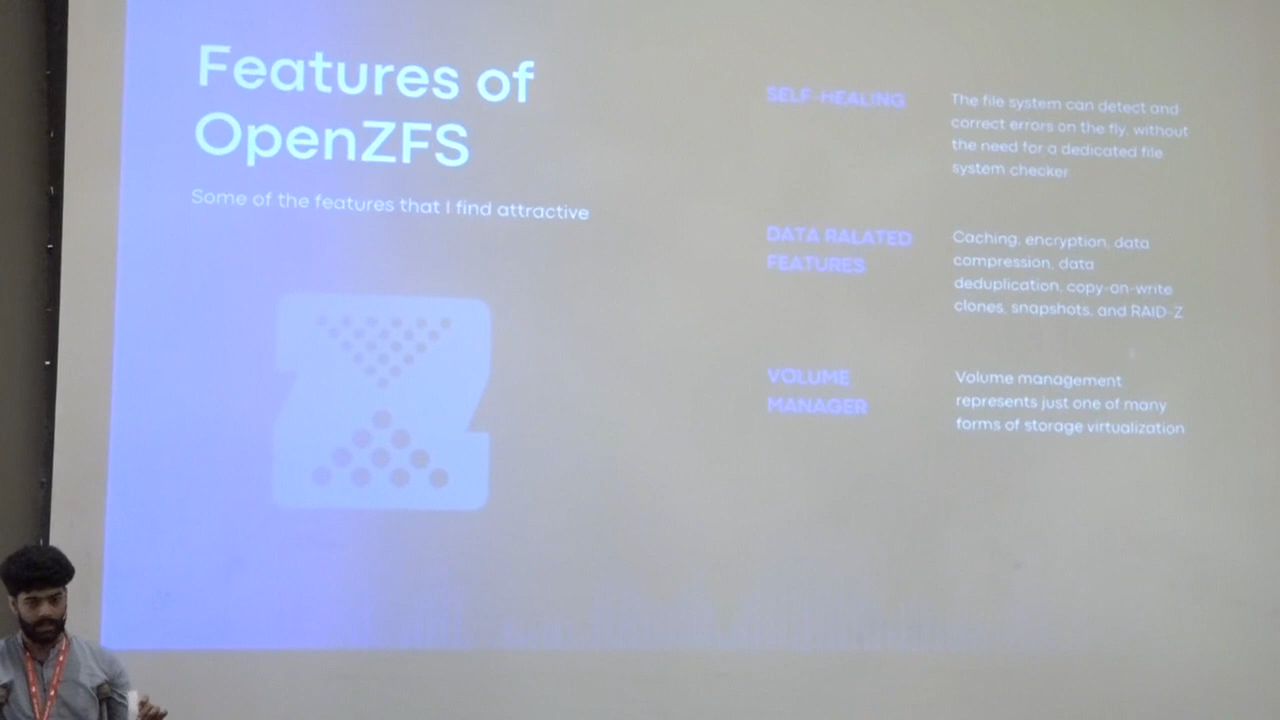 Features of
OpenZFS
Some of the features that I find attractive
SELF-HEALING
The file system can detect and
correct errors on the fly, without
the need for a dedicated file
system checker
DATA RALATED
FEATURES
Caching, encryption, data
compression, data
deduplication, copy-on-write
clones, snapshots, and RAID-Z
VOLUME
MANAGER
Volume management
represents just one of many
forms of storage virtualization